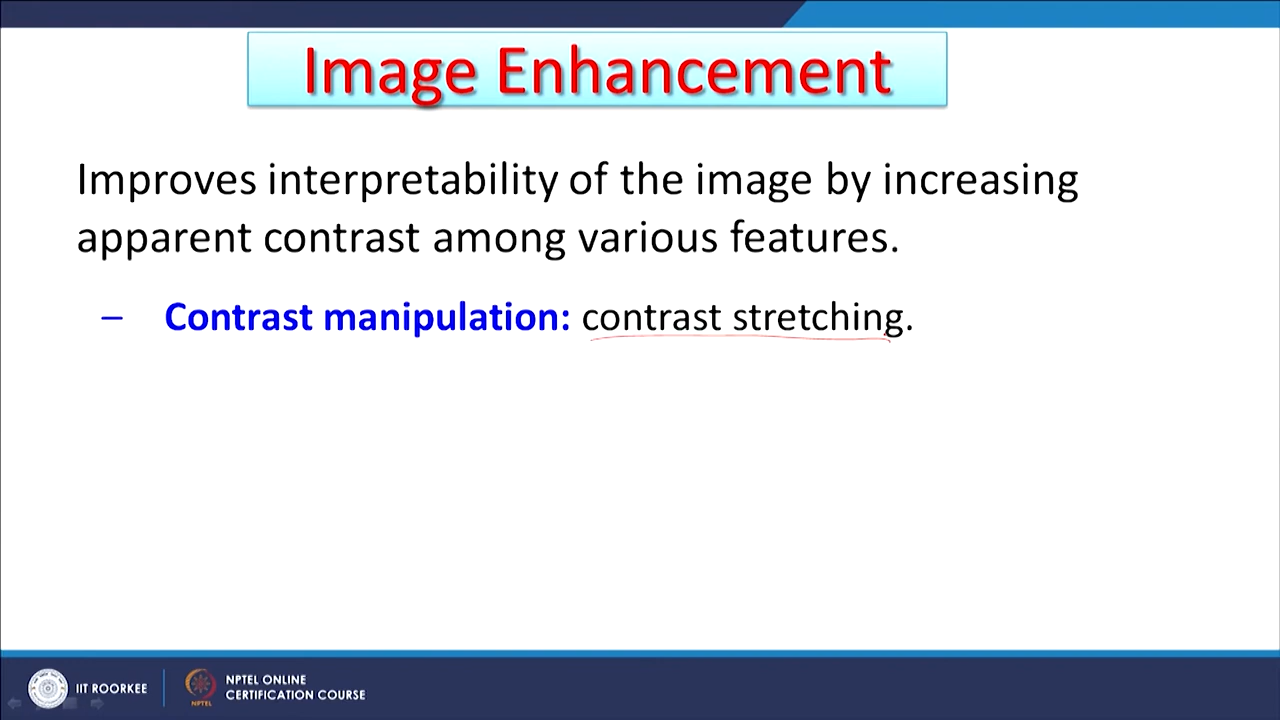 Image Enhancement
Improves interpretability of the image by increasing
apparent contrast among various features.
– Contrast manipulation: contrast stretching.
IIT ROORKEE
NPTEL ONLINE
CERTIFICATION COURSE
NPTEL